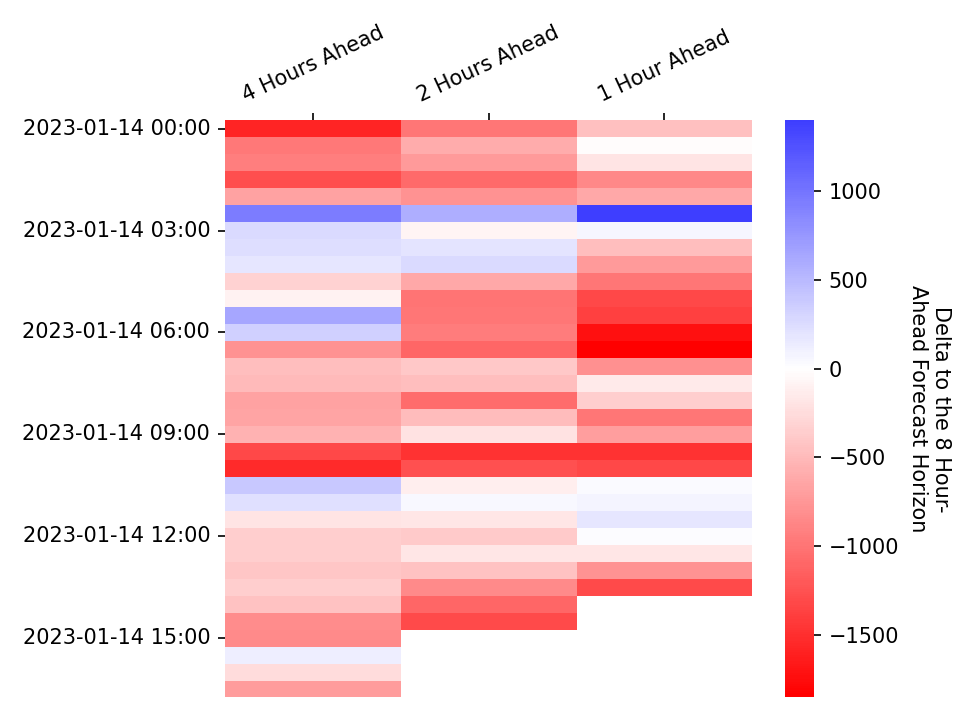 4 Hours Ahead
2 Hours Ahead
1 Hour Ahead
2023-01-14 00:00
2023-01-14 03:00
2023-01-14 06:00
2023-01-14 09:00
2023-01-14 12:00
2023-01-14 15:00
1000
500
0
−500
−1000
−1500
Delta to the 8 Hour-
Ahead Forecast Horizon